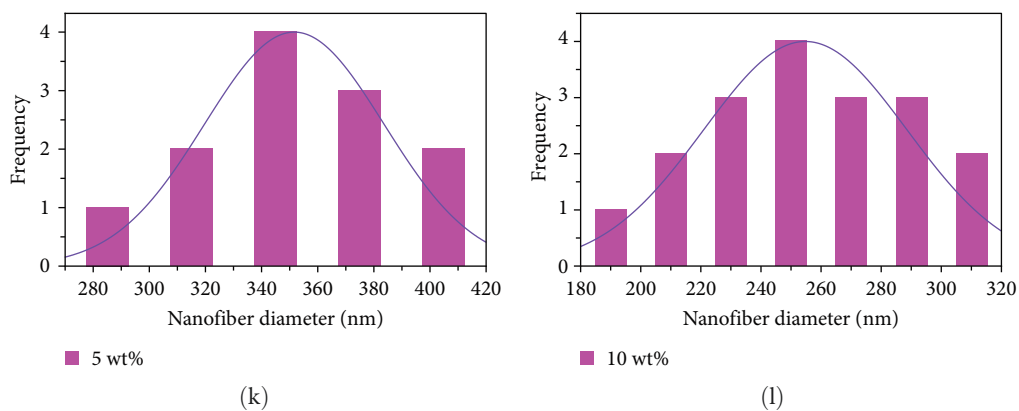 4
3
2
1
0
Frequency
280 300 320 340 360 380 400 420
Nanofiber diameter (nm)
5 wt%
(k)
4
3
2
1
0
Frequency
180 200 220 240 260 280 300 320
Nanofiber diameter (nm)
10 wt%
(l)